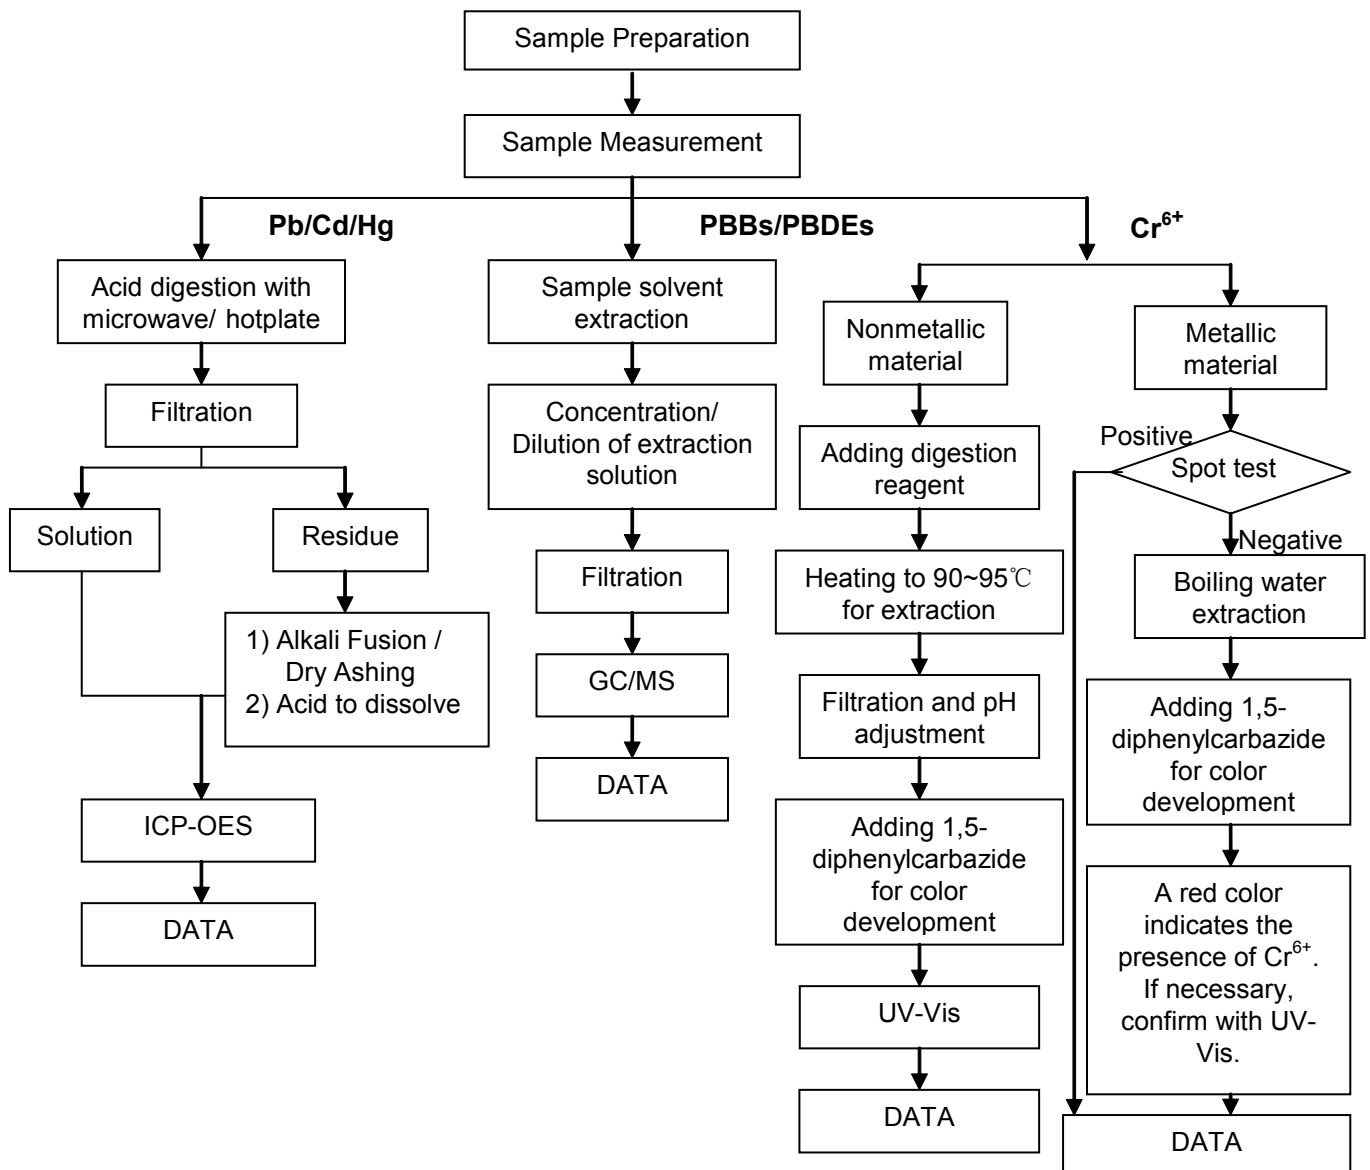 Sample Preparation
Sample Measurement
Pb/Cd/Hg
PBBs/PBDEs
Cr⁶⁺
Acid digestion with
microwave/ hotplate
Filtration
Solution
Residue
1) Alkali Fusion /
Dry Ashing
2) Acid to dissolve
ICP-OES
DATA
Sample solvent
extraction
Concentration/
Dilution of extraction
solution
Filtration
GC/MS
DATA
Nonmetallic
material
Adding digestion
reagent
Heating to 90~95℃
for extraction
Filtration and pH
adjustment
Adding 1,5-
diphenylcarbazide
for color
development
UV-Vis
DATA
Metallic
material
Positive
Spot test
Negative
Boiling water
extraction
Adding 1,5-
diphenylcarbazide
for color
development
A red color
indicates the
presence of Cr⁶⁺.
If necessary,
confirm with UV-
Vis.
DATA